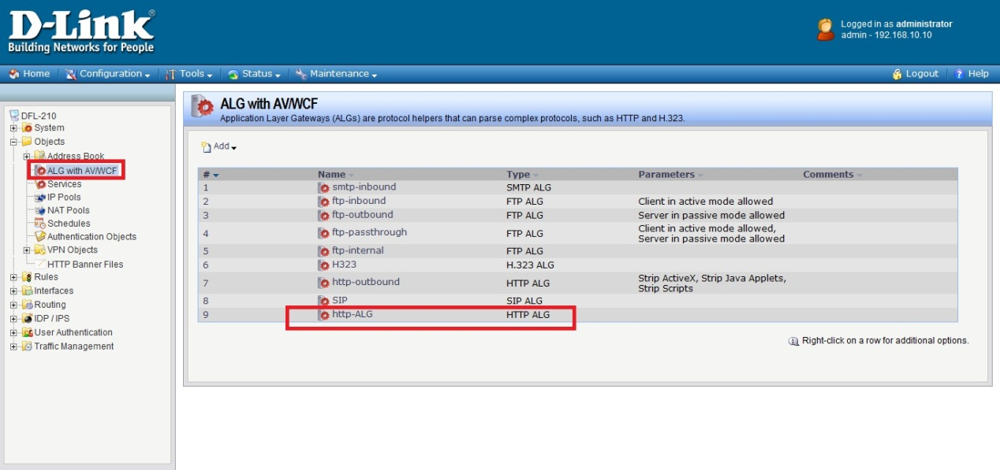 D-Link®
Building Networks for People
Logged in as administrator
admin - 192.168.10.10
Home Configuration Tools Status Maintenance Logout Help
DFL-210
System
Objects
Address Book
ALG with AV/WCF
Services
IP Pools
NAT Pools
Schedules
Authentication Objects
VPN Objects
HTTP Banner Files
Rules
Interfaces
Routing
IDP / IPS
User Authentication
Traffic Management
ALG with AV/WCF
Application Layer Gateways (ALGs) are protocol helpers that can parse complex protocols, such as HTTP and H.323.
Add
# Name Type Parameters Comments
1 smtp-inbound SMTP ALG
2 ftp-inbound FTP ALG Client in active mode allowed
3 ftp-outbound FTP ALG Server in passive mode allowed
4 ftp-passthrough FTP ALG Client in active mode allowed,
Server in passive mode allowed
5 ftp-internal FTP ALG
6 H323 H.323 ALG
7 http-outbound HTTP ALG Strip ActiveX, Strip Java Applets,
Strip Scripts
8 SIP SIP ALG
9 http-ALG HTTP ALG
Right-click on a row for additional options.